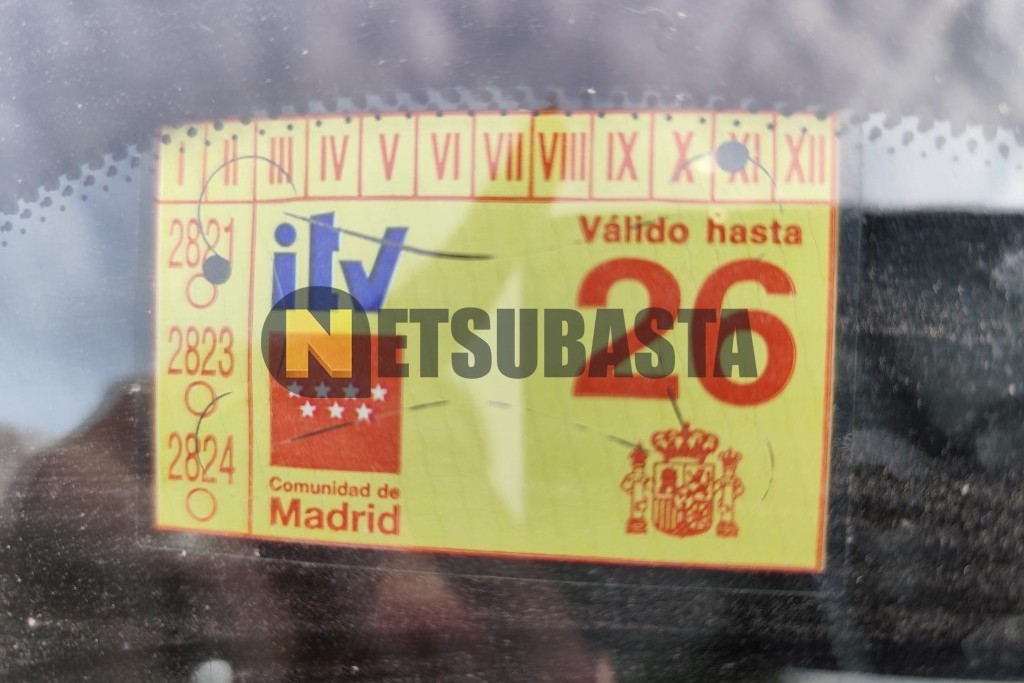 I II III IV V VI VII VIII IX X XI XII
2821
2823
2824
itv
Válido hasta
26
NETSUBASTA
Comunidad de
Madrid